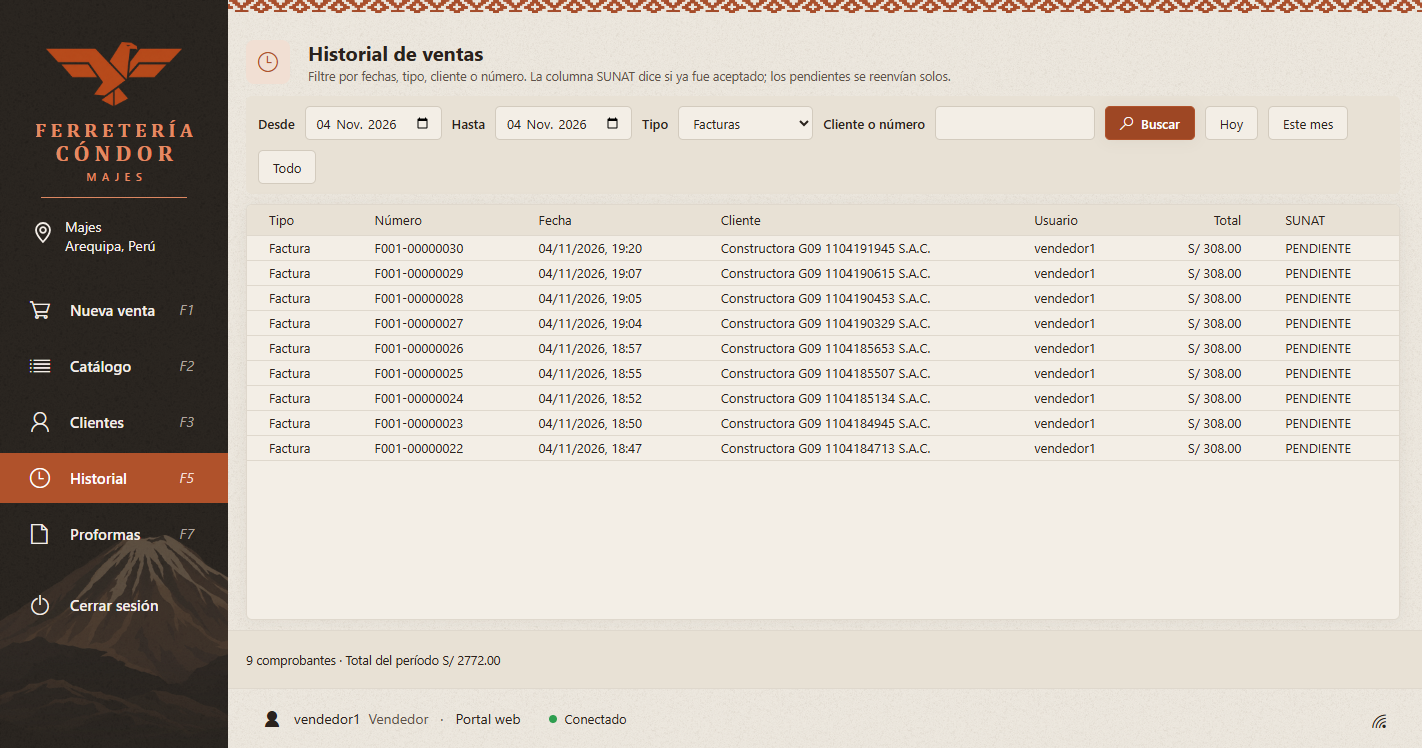 FERRETERÍA
CÓNDOR
MAJES
Majes
Arequipa, Perú
Nueva venta F1
Catálogo F2
Clientes F3
Historial F5
Proformas F7
Cerrar sesión
Historial de ventas
Filtre por fechas, tipo, cliente o número. La columna SUNAT dice si ya fue aceptado; los pendientes se reenvían solos.
Desde 04 Nov. 2026 Hasta 04 Nov. 2026 Tipo Facturas Cliente o número Buscar Hoy Este mes
Todo
Tipo Número Fecha Cliente Usuario Total SUNAT
Factura F001-00000030 04/11/2026, 19:20 Constructora G09 1104191945 S.A.C. vendedor1 S/ 308.00 PENDIENTE
Factura F001-00000029 04/11/2026, 19:07 Constructora G09 1104190615 S.A.C. vendedor1 S/ 308.00 PENDIENTE
Factura F001-00000028 04/11/2026, 19:05 Constructora G09 1104190453 S.A.C. vendedor1 S/ 308.00 PENDIENTE
Factura F001-00000027 04/11/2026, 19:04 Constructora G09 1104190329 S.A.C. vendedor1 S/ 308.00 PENDIENTE
Factura F001-00000026 04/11/2026, 18:57 Constructora G09 1104185653 S.A.C. vendedor1 S/ 308.00 PENDIENTE
Factura F001-00000025 04/11/2026, 18:55 Constructora G09 1104185507 S.A.C. vendedor1 S/ 308.00 PENDIENTE
Factura F001-00000024 04/11/2026, 18:52 Constructora G09 1104185134 S.A.C. vendedor1 S/ 308.00 PENDIENTE
Factura F001-00000023 04/11/2026, 18:50 Constructora G09 1104184945 S.A.C. vendedor1 S/ 308.00 PENDIENTE
Factura F001-00000022 04/11/2026, 18:47 Constructora G09 1104184713 S.A.C. vendedor1 S/ 308.00 PENDIENTE
9 comprobantes · Total del período S/ 2772.00
vendedor1 Vendedor · Portal web Conectado